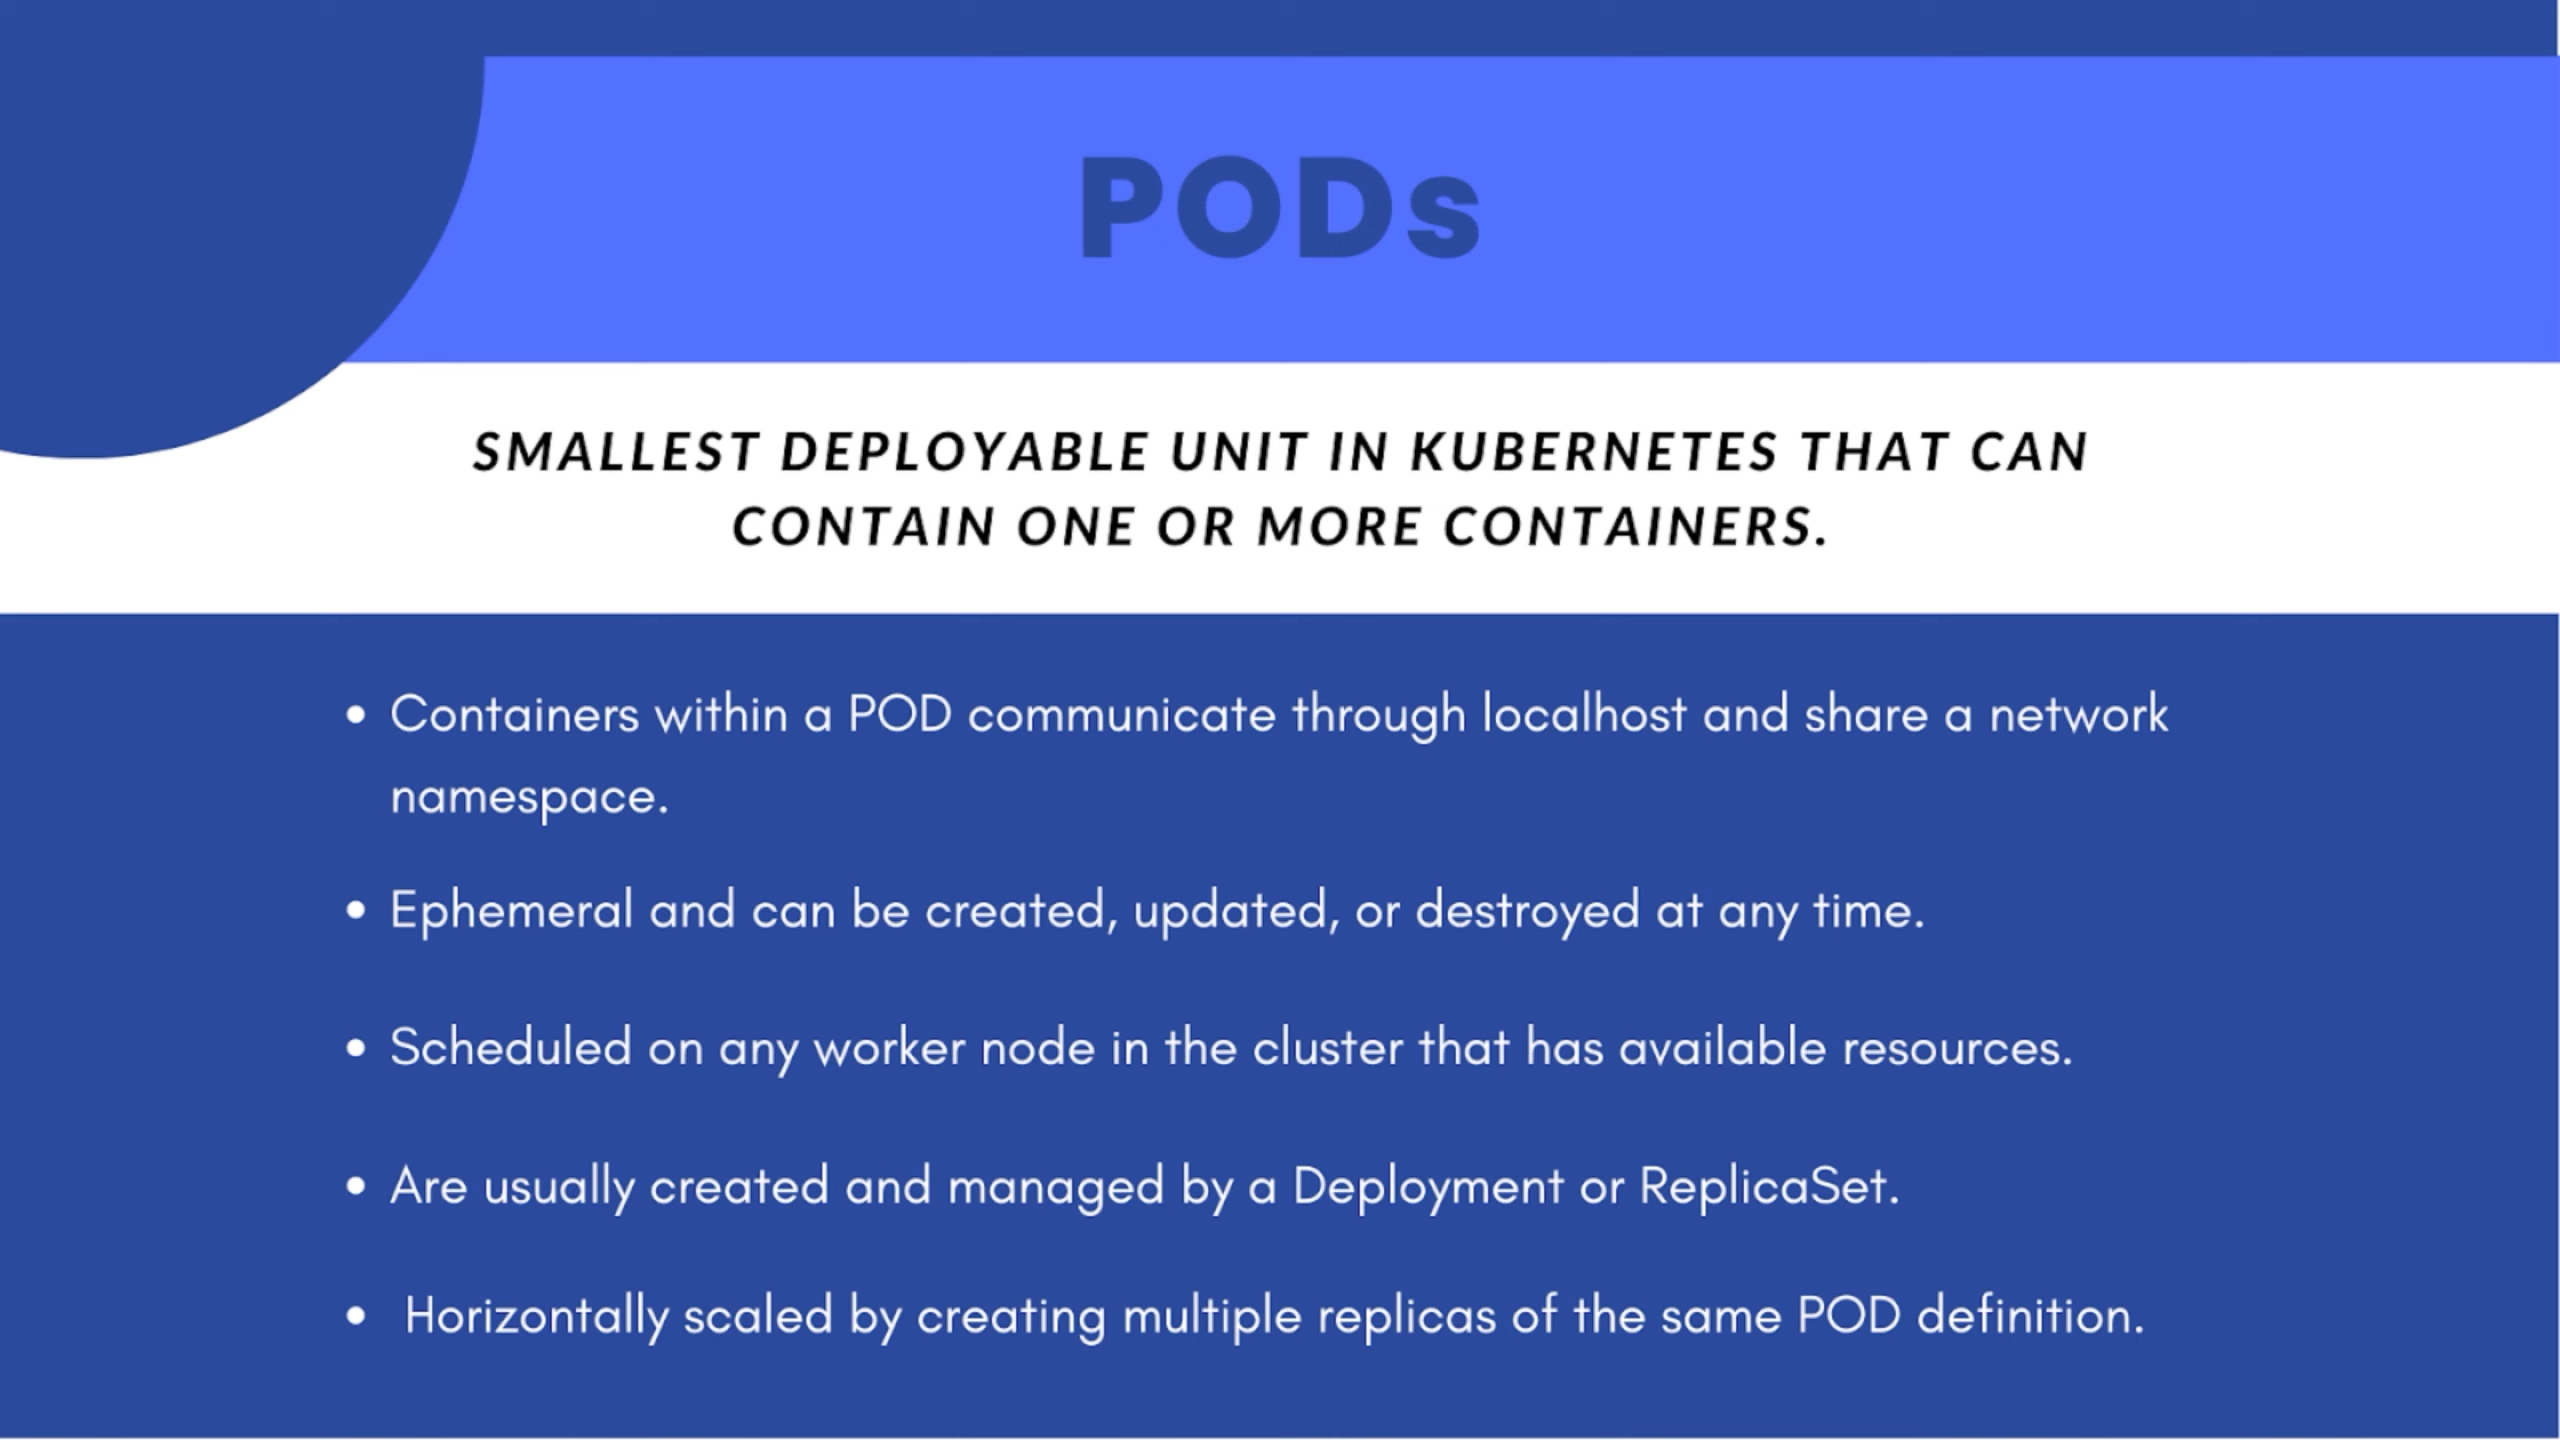 PODs
SMALLEST DEPLOYABLE UNIT IN KUBERNETES THAT CAN
CONTAIN ONE OR MORE CONTAINERS.
• Containers within a POD communicate through localhost and share a network
namespace.
• Ephemeral and can be created, updated, or destroyed at any time.
• Scheduled on any worker node in the cluster that has available resources.
• Are usually created and managed by a Deployment or ReplicaSet.
• Horizontally scaled by creating multiple replicas of the same POD definition.